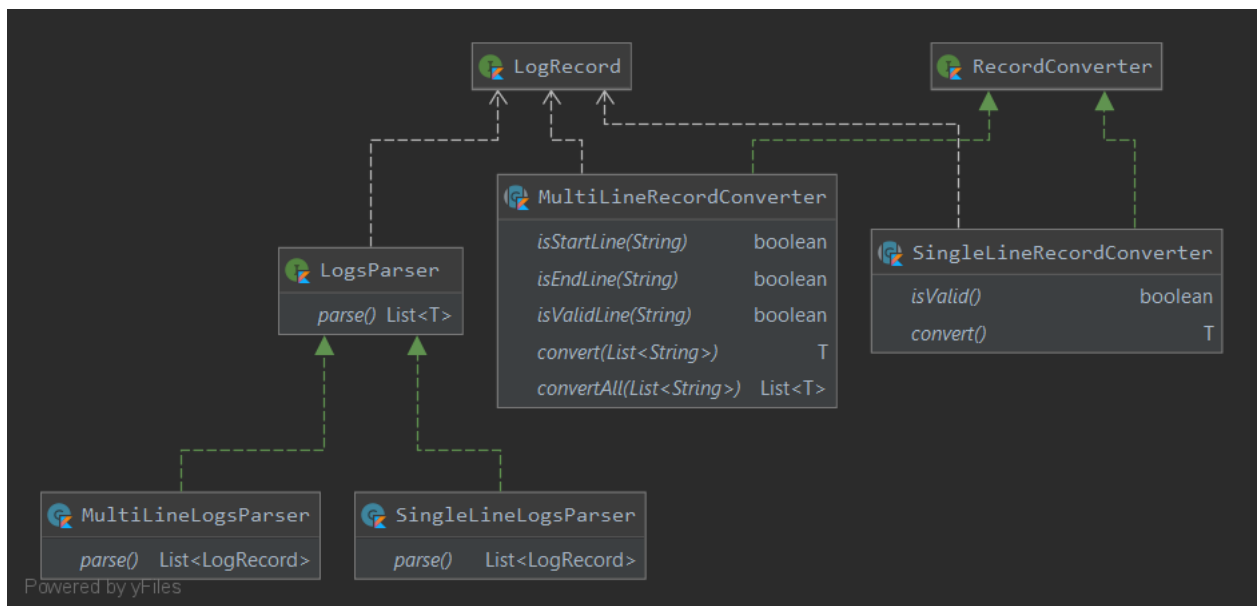 LogRecord
RecordConverter
MultiLineRecordConverter
isStartLine(String) boolean
isEndLine(String) boolean
isValidLine(String) boolean
convert(List<String>) T
convertAll(List<String>) List<T>
SingleLineRecordConverter
isValid() boolean
convert() T
LogsParser
parse() List<T>
MultiLineLogsParser
parse() List<LogRecord>
SingleLineLogsParser
parse() List<LogRecord>
Powered by yFiles